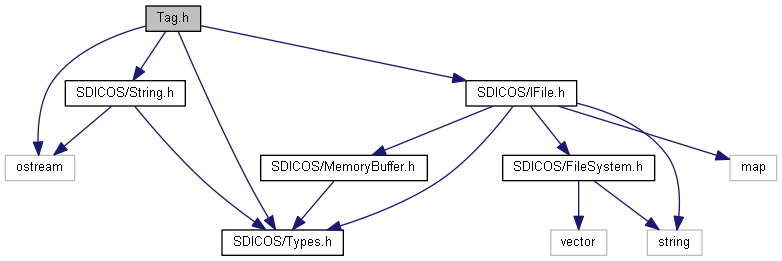 Tag.h
SDICOS/String.h
SDICOS/IFile.h
ostream
SDICOS/MemoryBuffer.h
SDICOS/FileSystem.h
map
SDICOS/Types.h
vector
string